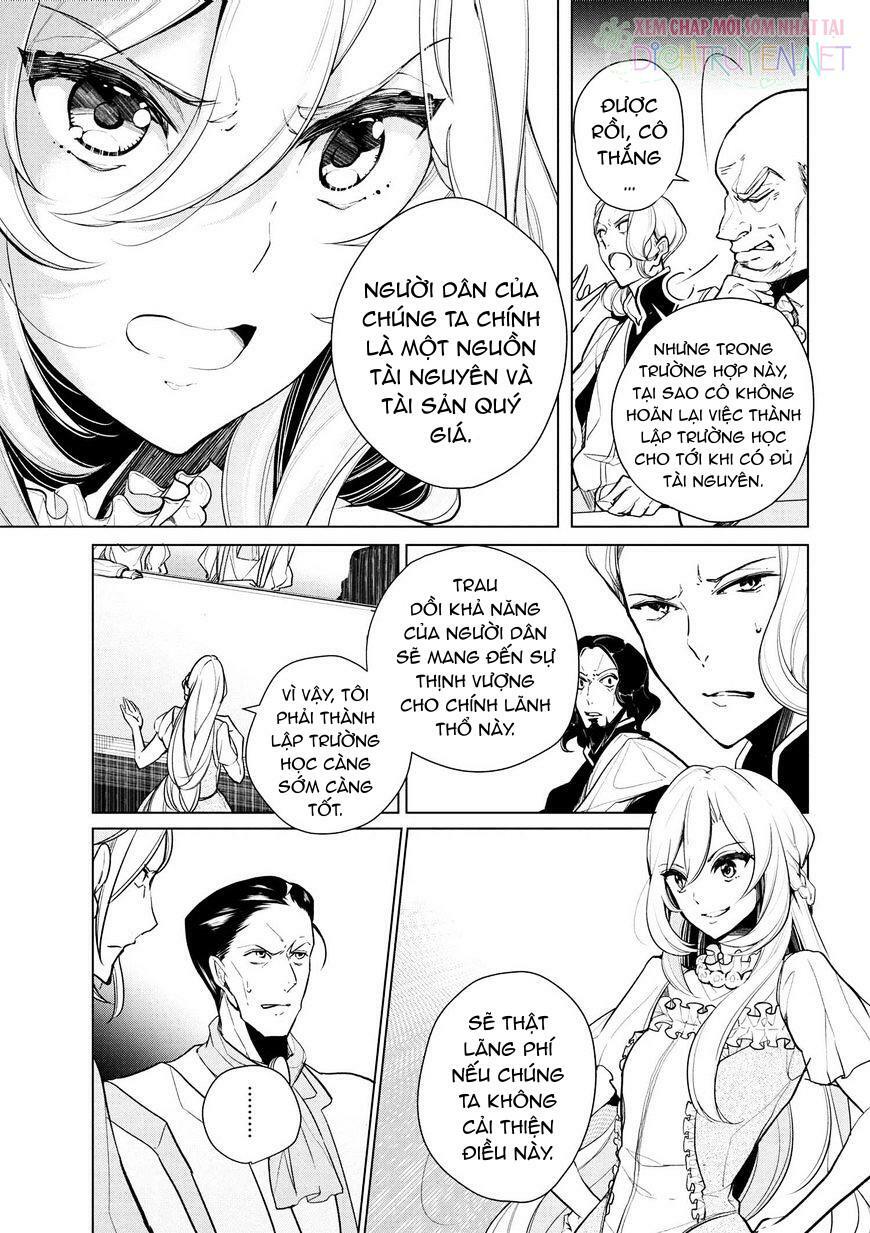 XEM CHAP MỚI SỚM NHẤT TẠI
DICHTRUYEN.NET
ĐƯỢC
RỒI, CÔ
THẮNG
...
NHƯNG TRONG
TRƯỜNG HỢP NÀY,
TẠI SAO CÔ KHÔNG
HOÃN LẠI VIỆC THÀNH
LẬP TRƯỜNG HỌC
CHO TỚI KHI CÓ ĐỦ
TÀI NGUYÊN.
NGƯỜI DÂN CỦA
CHÚNG TA CHÍNH
LÀ MỘT NGUỒN
TÀI NGUYÊN VÀ
TÀI SẢN QUÝ
GIÁ.
TRAU
DỒI KHẢ NĂNG
CỦA NGƯỜI DÂN
SẼ MANG ĐẾN SỰ
THỊNH VƯỢNG
CHO CHÍNH LÃNH
THỔ NÀY.
VÌ VẬY, TÔI
PHẢI THÀNH
LẬP TRƯỜNG
HỌC CÀNG
SỚM CÀNG
TỐT.
SẼ THẬT
LÃNG PHÍ
NẾU CHÚNG
TA KHÔNG
CẢI THIỆN
ĐIỀU NÀY.
.........